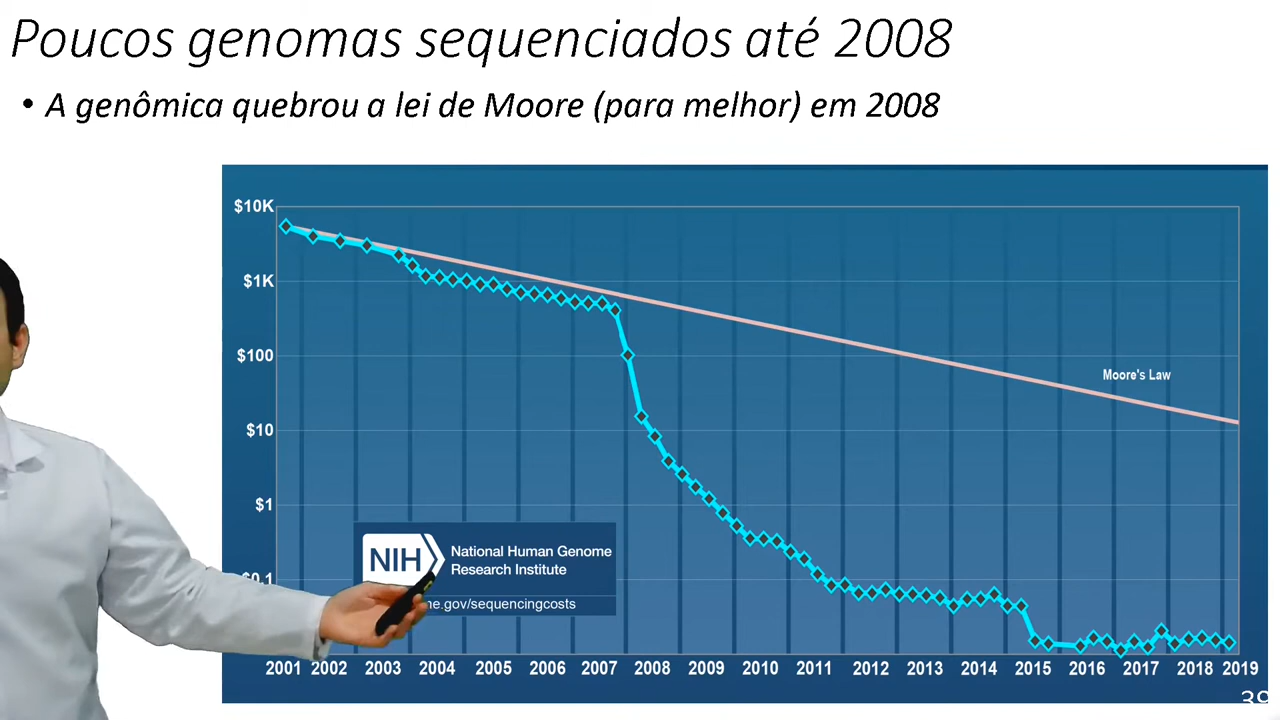 Poucos genomas sequenciados até 2008
• A genômica quebrou a lei de Moore (para melhor) em 2008
$10K
$1K
$100
$10
$1
Moore's Law
NIH
National Human Genome
Research Institute
ne.gov/sequencingcosts
2001 2002 2003 2004 2005 2006 2007 2008 2009 2010 2011 2012 2013 2014 2015 2016 2017 2018 2019
39